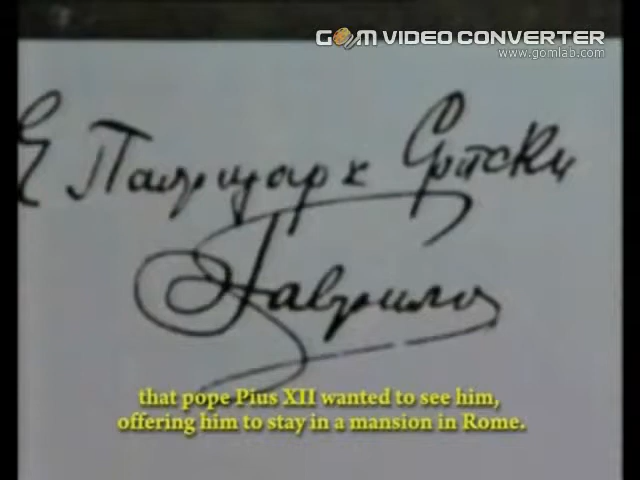 GOM VIDEO CONVERTER
www.gomlab.com
Патријарх Српски
Гаврило
that pope Pius XII wanted to see him,
offering him to stay in a mansion in Rome.